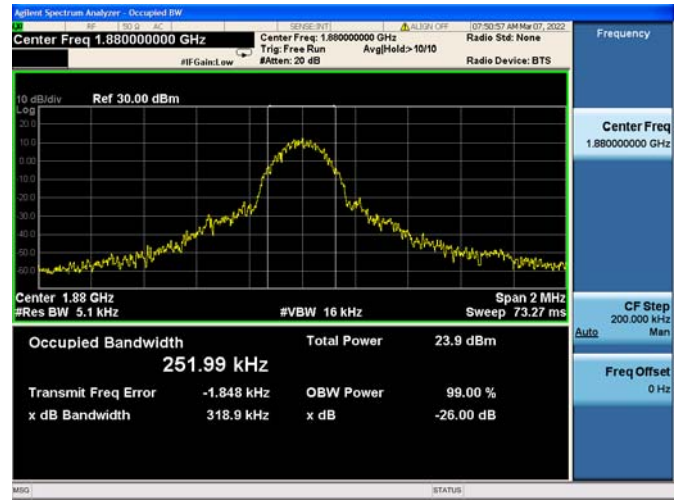 Agilent Spectrum Analyzer - Occupied BW
RF 50 Ω AC SENSE:INT ALIGN OFF 07:50:57 AM Mar 07, 2022
Center Freq 1.880000000 GHz Center Freq: 1.880000000 GHz Radio Std: None Frequency
Trig: Free Run Avg|Hold:> 10/10
#IFGain:Low #Atten: 20 dB Radio Device: BTS
10 dB/div Ref 30.00 dBm
Log
20.0
10.0
0.00
-10.0
-20.0
-30.0
-40.0
-50.0
-60.0
Center Freq
1.880000000 GHz
Center 1.88 GHz Span 2 MHz
#Res BW 5.1 kHz #VBW 16 kHz Sweep 73.27 ms
CF Step
200.000 kHz
Auto Man
Occupied Bandwidth Total Power 23.9 dBm
251.99 kHz
Transmit Freq Error -1.848 kHz OBW Power 99.00 %
x dB Bandwidth 318.9 kHz x dB -26.00 dB
Freq Offset
0 Hz
MSG STATUS